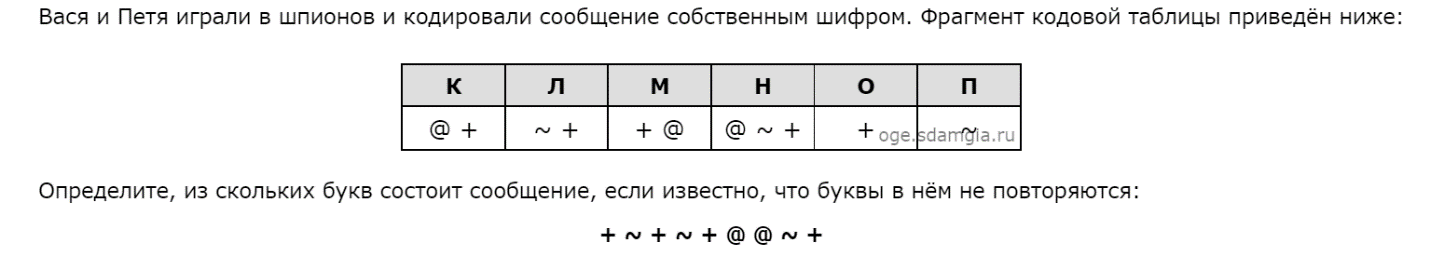 Вася и Петя играли в шпионов и кодировали сообщение собственным шифром. Фрагмент кодовой таблицы приведён ниже:
К Л М Н О П
@ + ~ + + @ @ ~ + + ~
oge.sdamgia.ru
Определите, из скольких букв состоит сообщение, если известно, что буквы в нём не повторяются:
+ ~ + ~ + @ @ ~ +